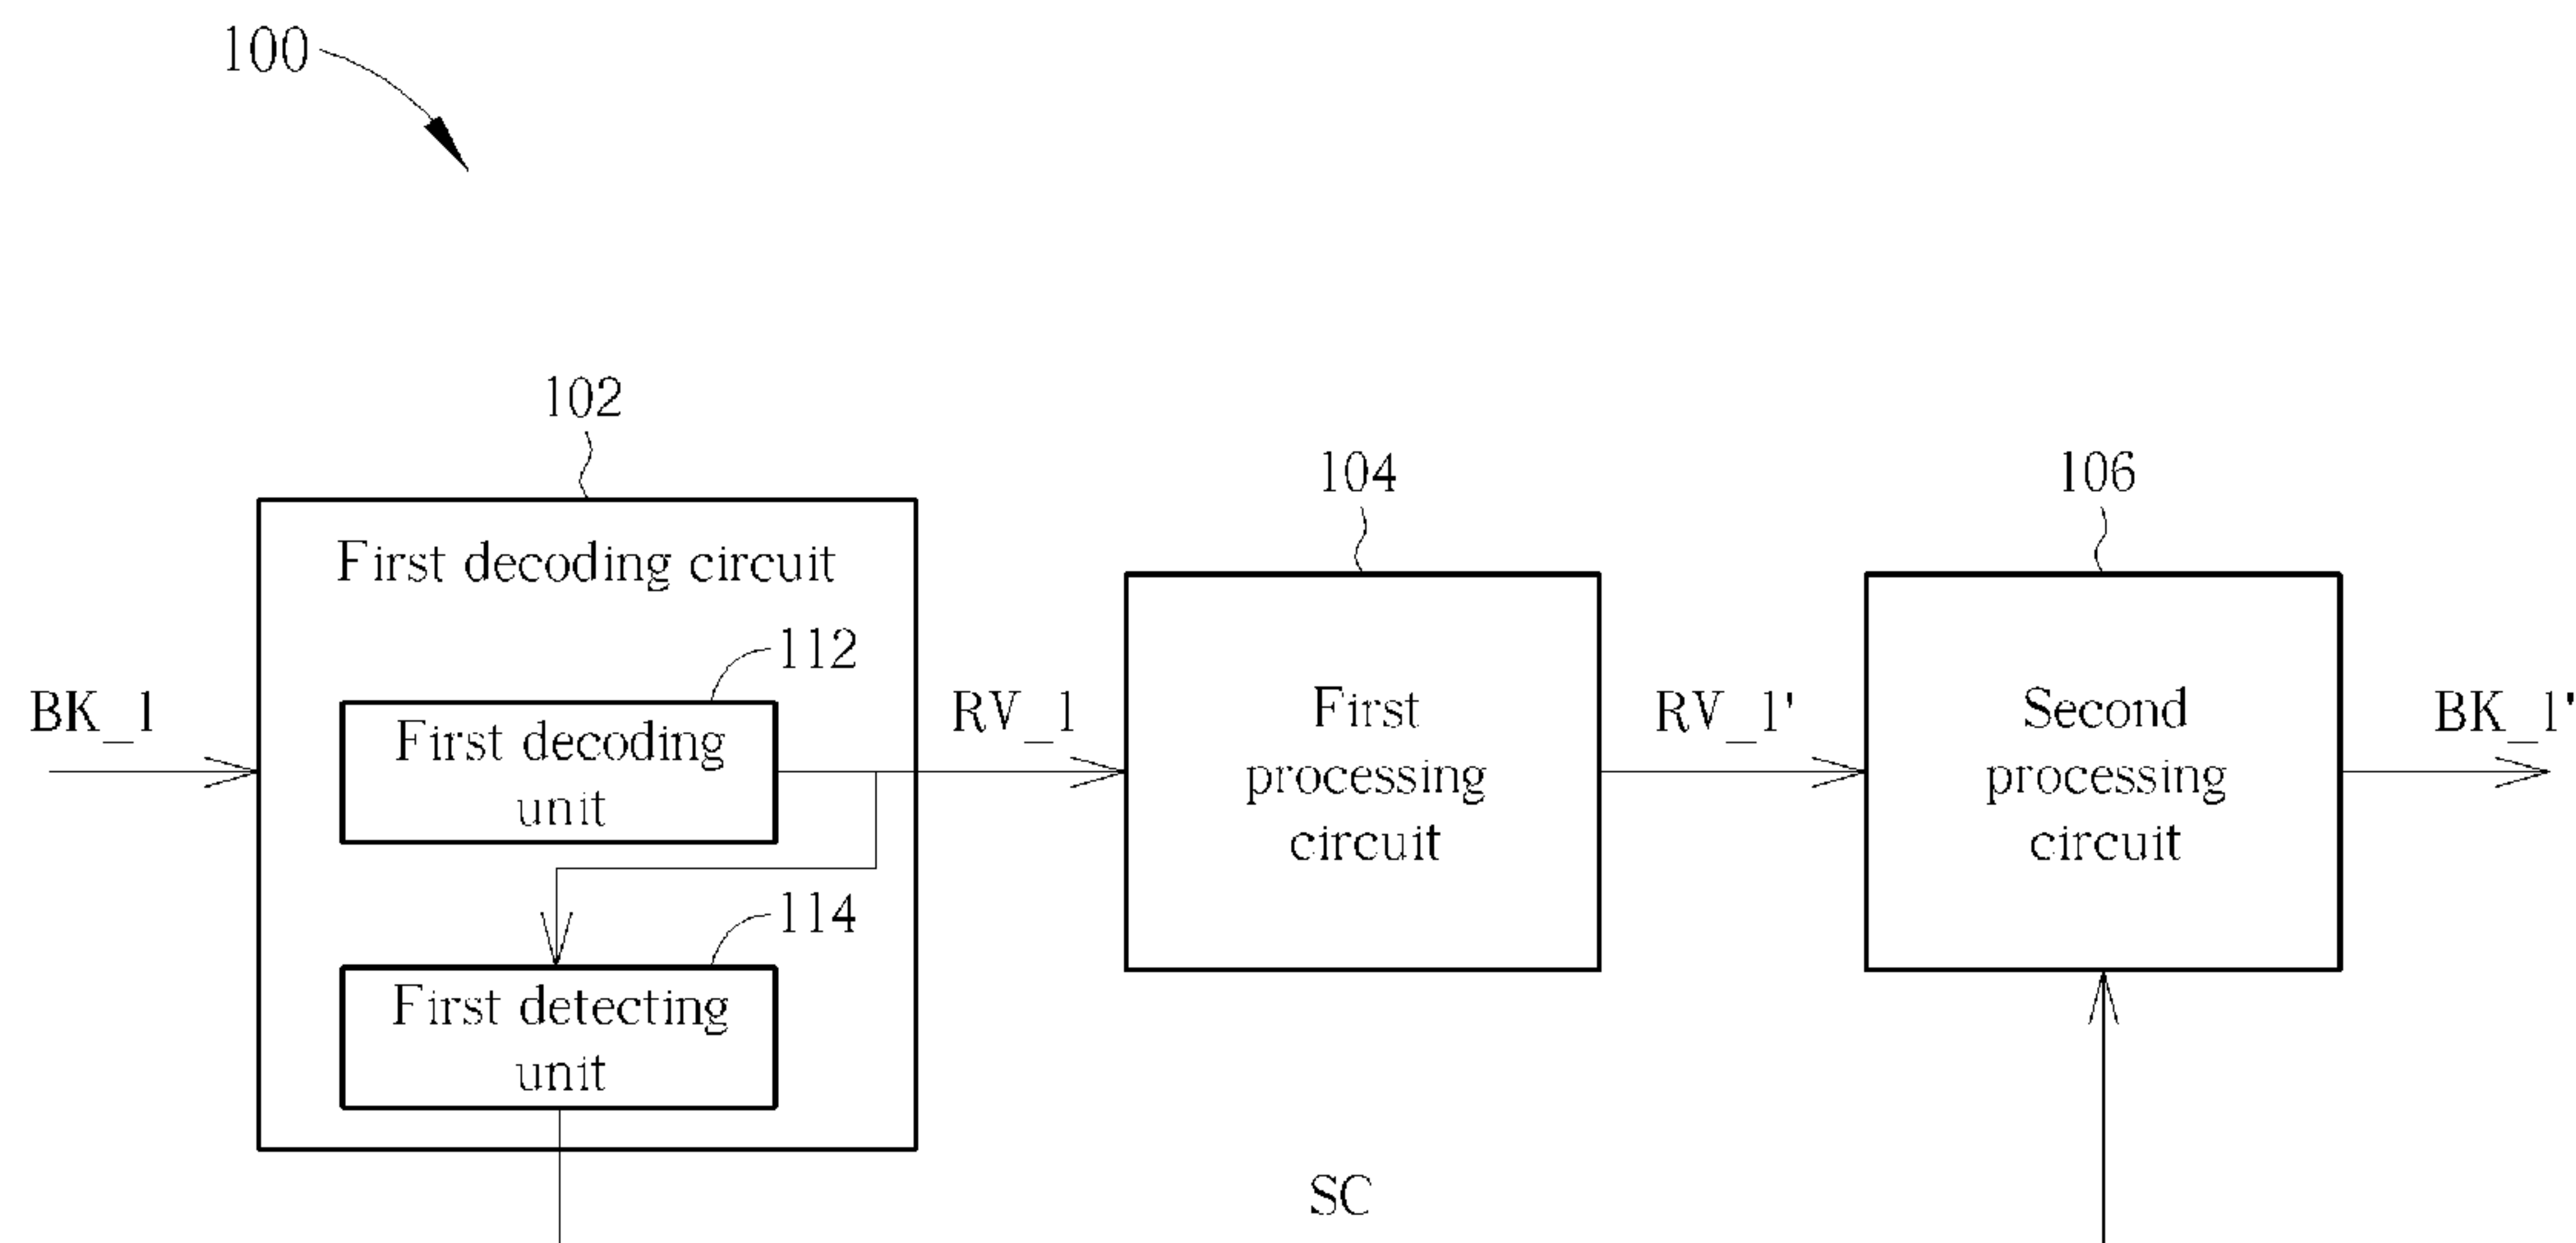 100
102
104
106
First decoding circuit
112
BK_1
First decoding
unit
RV_1
First
processing
circuit
RV_1'
Second
processing
circuit
BK_1'
114
First detecting
unit
SC